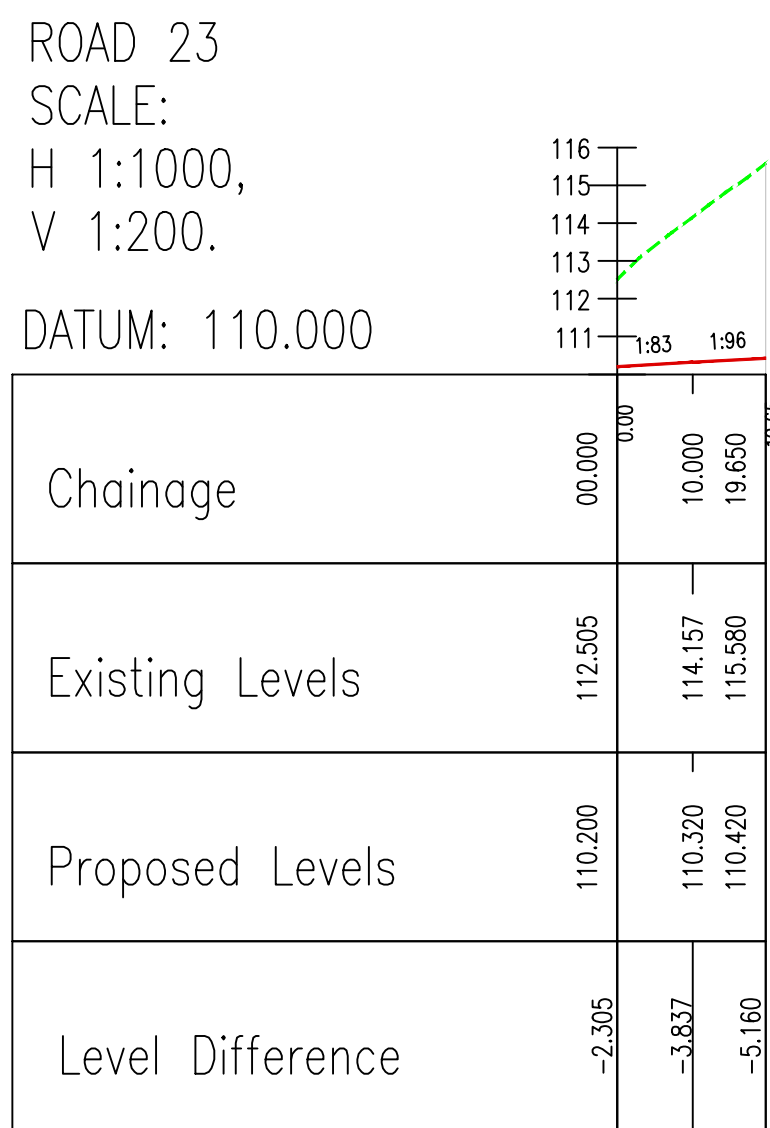 ROAD 23
SCALE:
H 1:1000,
V 1:200.
DATUM: 110.000
116
115
114
113
112
111
1:83 1:96
0.00
Chainage 00.000 10.000 19.650
Existing Levels 112.505 114.157 115.580
Proposed Levels 110.200 110.320 110.420
Level Difference -2.305 -3.837 -5.160